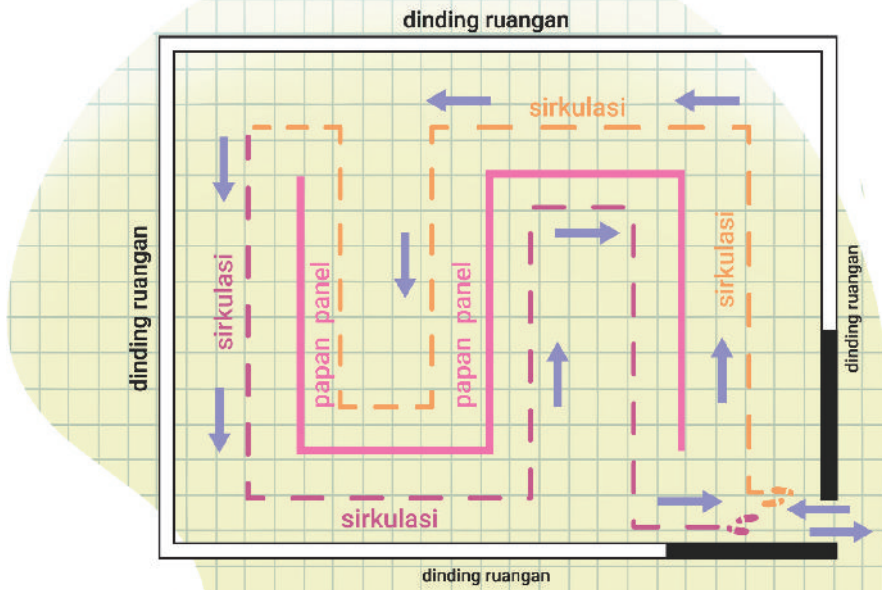 dinding ruangan
sirkulasi
sirkulasi
dinding ruangan
dinding ruangan
sirkulasi
papan panel
papan panel
sirkulasi
dinding ruangan